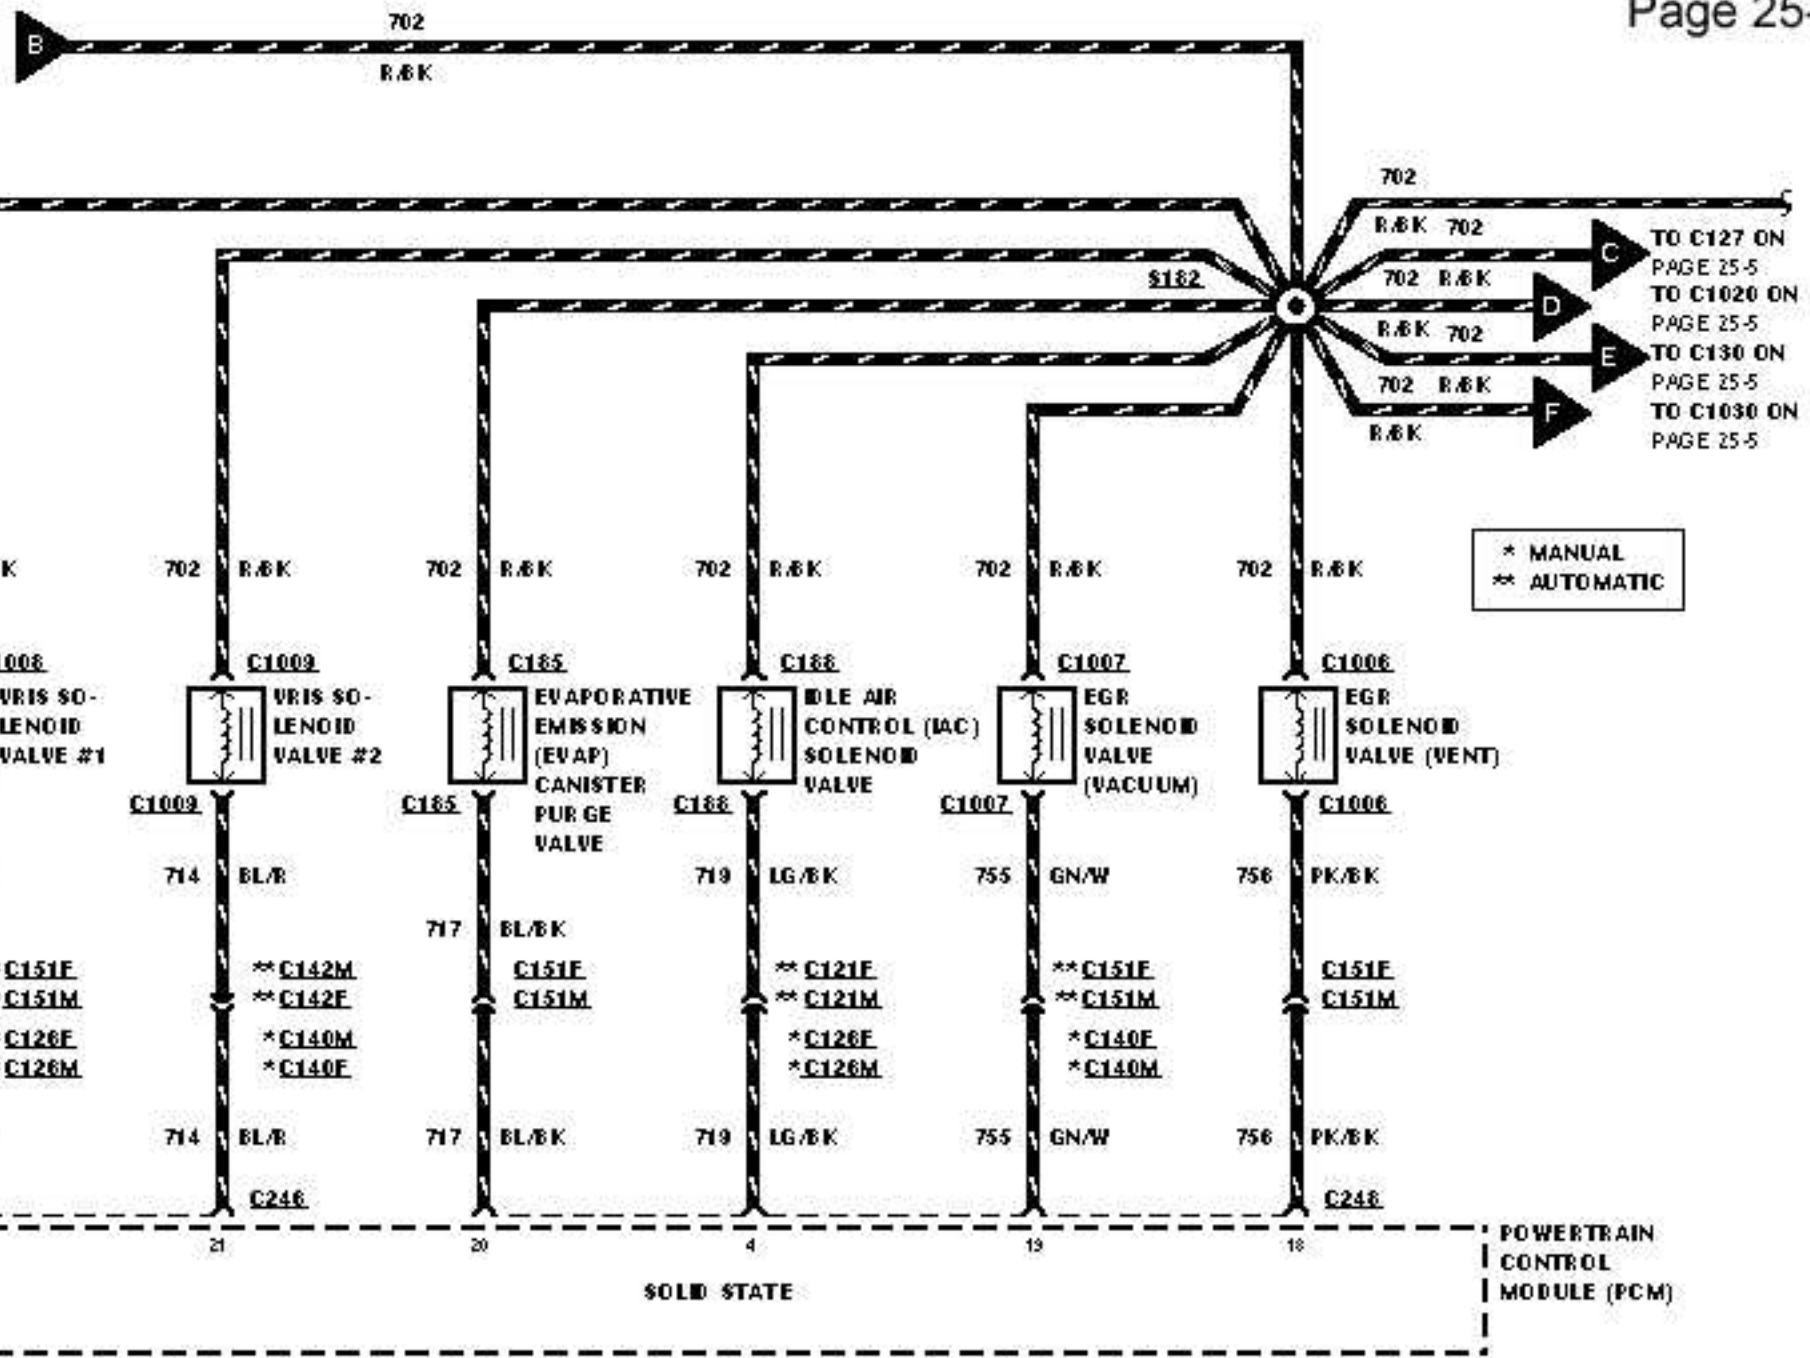 Page 25-
B
702
R/BK
702
R/BK 702
C
TO C127 ON
PAGE 25-5
S182
702 R/BK
D
TO C1020 ON
PAGE 25-5
R/BK 702
E
TO C130 ON
PAGE 25-5
702 R/BK
F
TO C1030 ON
PAGE 25-5
R/BK
* MANUAL
** AUTOMATIC
K
702 R/BK
702 R/BK
702 R/BK
702 R/BK
702 R/BK
008
VRIS SO-
LENOID
VALVE #1
C1009
VRIS SO-
LENOID
VALVE #2
C1009
C185
EVAPORATIVE
EMISSION
(EVAP)
CANISTER
PURGE
VALVE
C185
C188
IDLE AIR
CONTROL (IAC)
SOLENOID
VALVE
C188
C1007
EGR
SOLENOID
VALVE
(VACUUM)
C1007
C1006
EGR
SOLENOID
VALVE (VENT)
C1006
714 BL/R
717 BL/BK
719 LG/BK
755 GN/W
756 PK/BK
C151F
C151M
C128F
C128M
** C142M
** C142F
* C140M
* C140F
C151F
C151M
** C121F
** C121M
* C128F
* C128M
** C151F
** C151M
* C140F
* C140M
C151F
C151M
714 BL/R
717 BL/BK
719 LG/BK
755 GN/W
756 PK/BK
C248
C248
21
20
4
19
18
SOLID STATE
POWERTRAIN
CONTROL
MODULE (PCM)